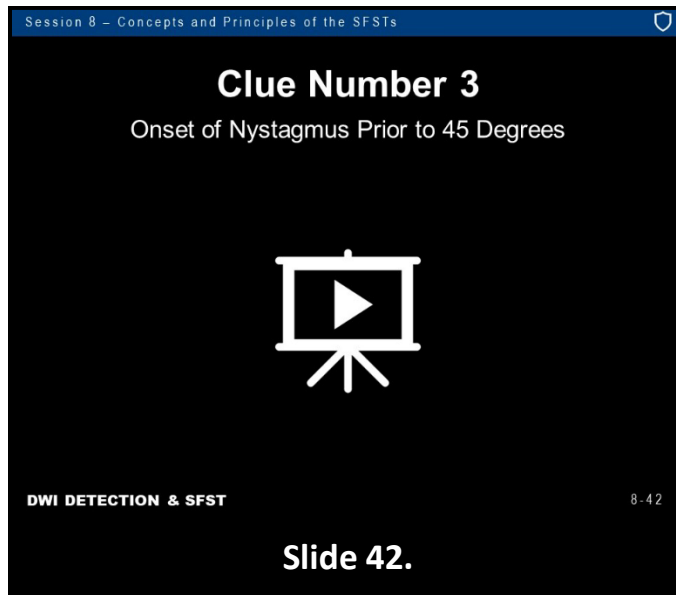 Session 8 – Concepts and Principles of the SFSTs
Clue Number 3
Onset of Nystagmus Prior to 45 Degrees
DWI DETECTION & SFST
8-42
Slide 42.